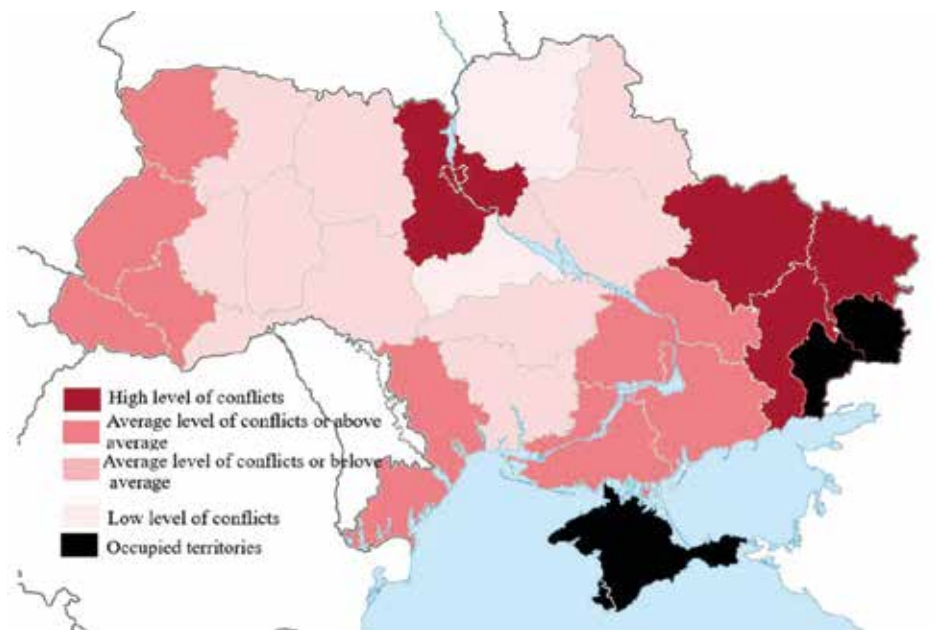 High level of conflicts
Average level of conflicts or above
average
Average level of conflicts or belove
average
Low level of conflicts
Occupied territories